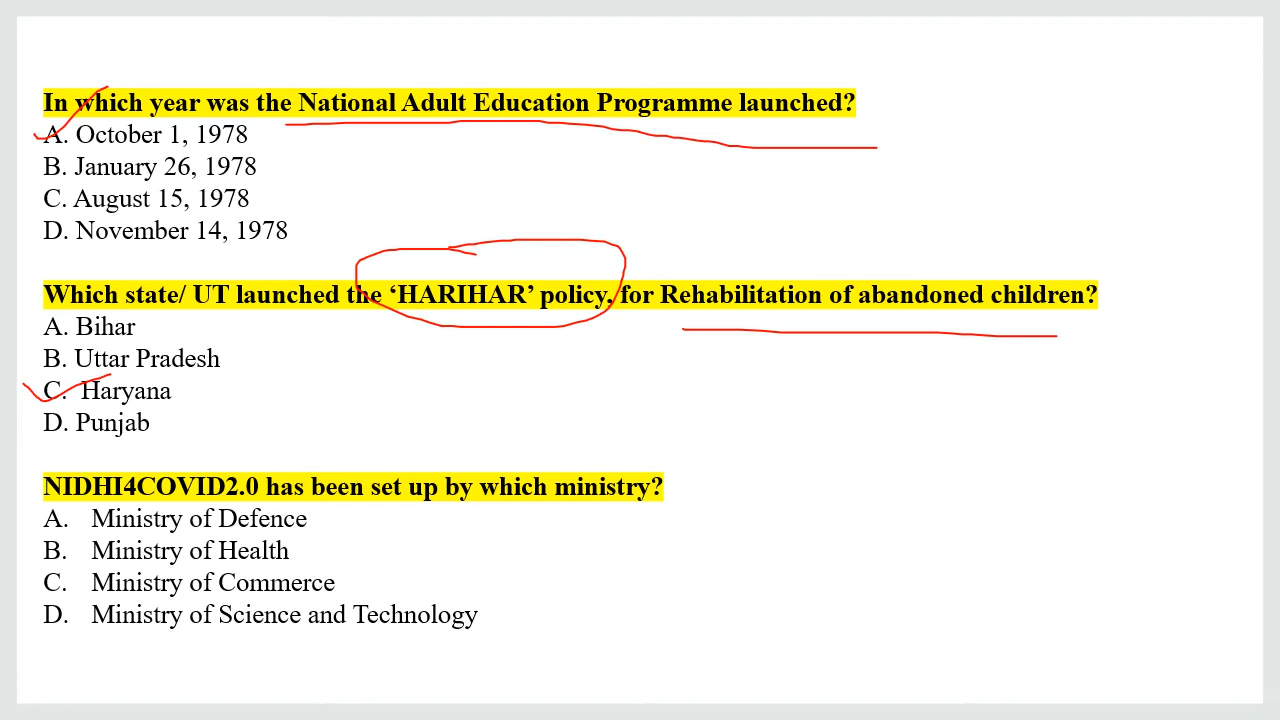 In which year was the National Adult Education Programme launched?
A. October 1, 1978
B. January 26, 1978
C. August 15, 1978
D. November 14, 1978
Which state/ UT launched the ‘HARIHAR’ policy, for Rehabilitation of abandoned children?
A. Bihar
B. Uttar Pradesh
C. Haryana
D. Punjab
NIDHI4COVID2.0 has been set up by which ministry?
A. Ministry of Defence
B. Ministry of Health
C. Ministry of Commerce
D. Ministry of Science and Technology